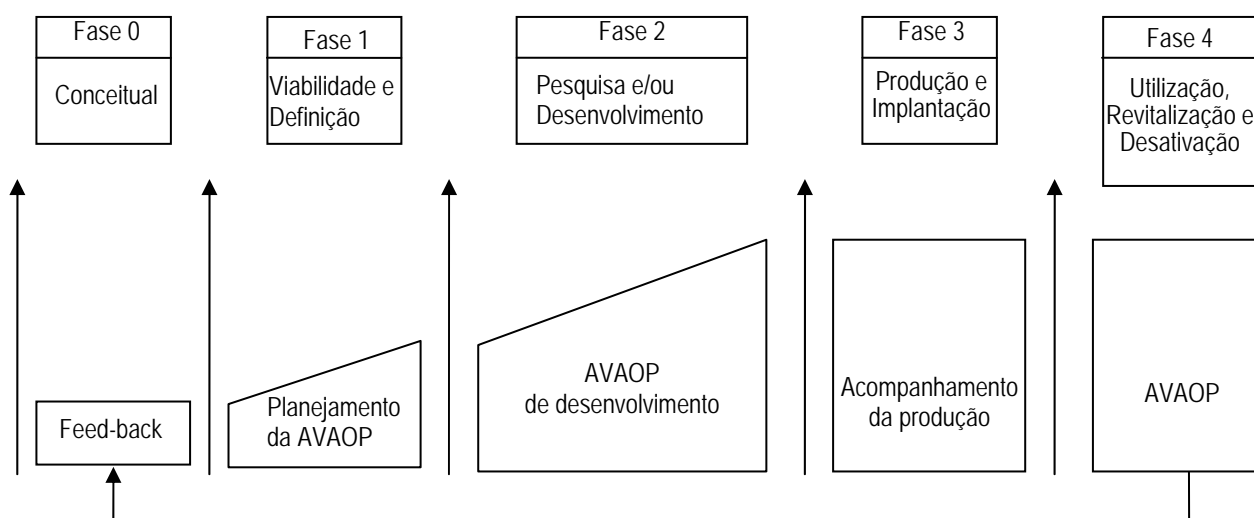 Fase 0
Conceitual
Fase 1
Viabilidade e
Definição
Fase 2
Pesquisa e/ou
Desenvolvimento
Fase 3
Produção e
Implantação
Fase 4
Utilização,
Revitalização e
Desativação
Feed-back
Planejamento
da AVAOP
AVAOP
de desenvolvimento
Acompanhamento
da produção
AVAOP